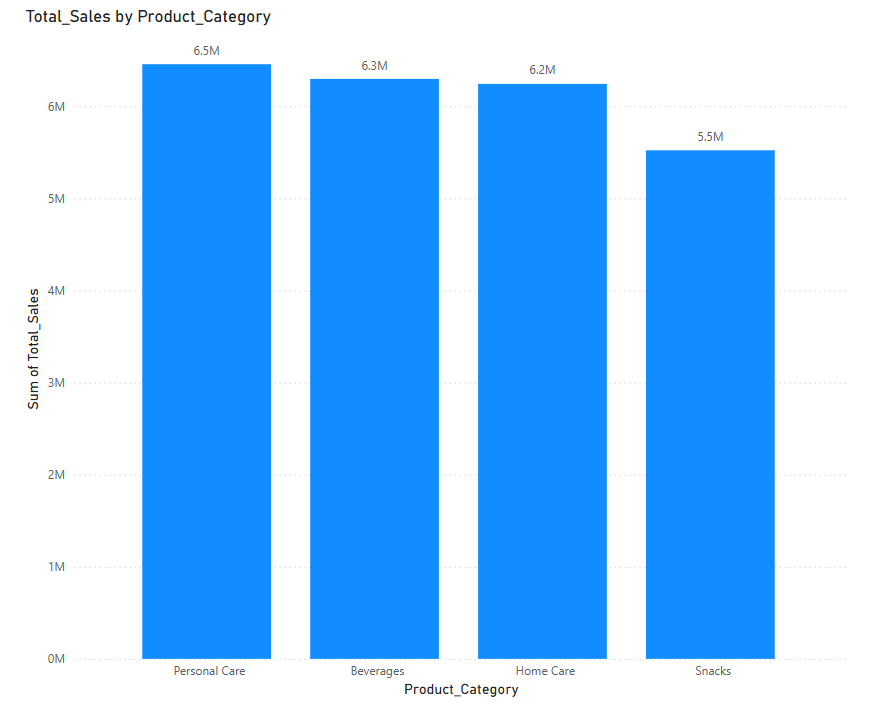 Total_Sales by Product_Category
6.5M
6.3M
6.2M
5.5M
6M
5M
4M
3M
2M
1M
0M
Sum of Total_Sales
Personal Care
Beverages
Home Care
Snacks
Product_Category